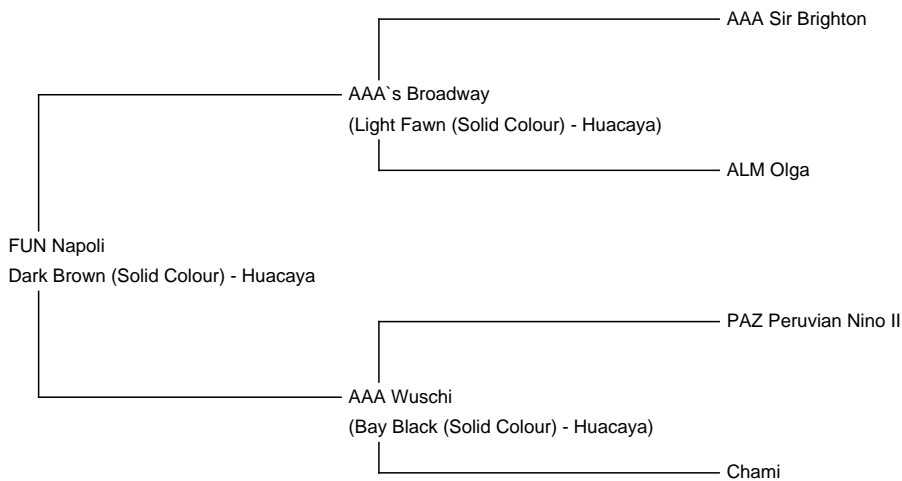 AAA Sir Brighton
AAA`s Broadway
(Light Fawn (Solid Colour) - Huacaya)
ALM Olga
FUN Napoli
Dark Brown (Solid Colour) - Huacaya
PAZ Peruvian Nino II
AAA Wuschi
(Bay Black (Solid Colour) - Huacaya)
Chami